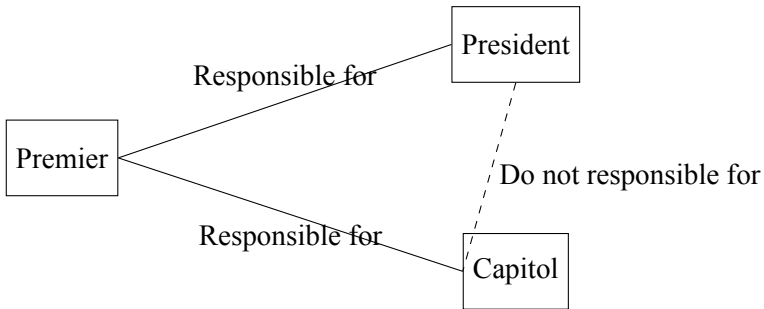 President
Responsible for
Premier
Do not responsible for
Responsible for
Capitol